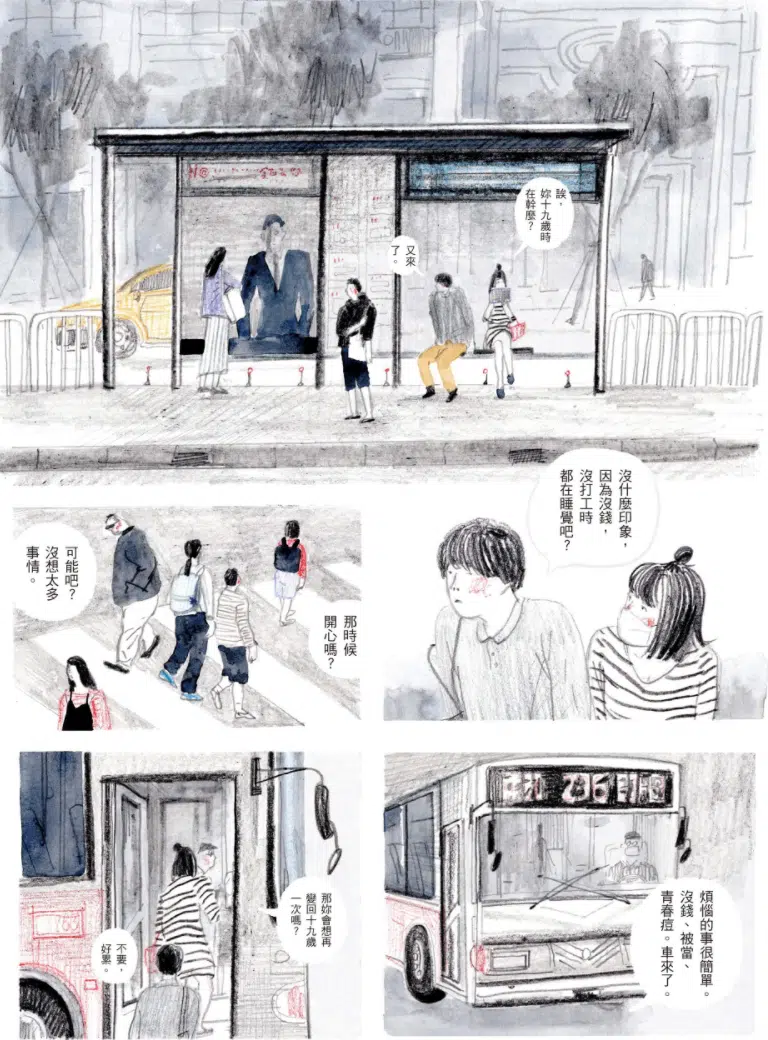 誒，
妳十九歲時
在幹麼？
又來
了。
沒什麼印象，
因為沒錢，
沒打工時
都在睡覺吧？
那時候
開心嗎？
可能吧？
沒想太多
事情。
236
煩惱的事很簡單。
沒錢、被當、
青春痘。車來了。
那妳會想再
變回十九歲
一次嗎？
不要，
好累。